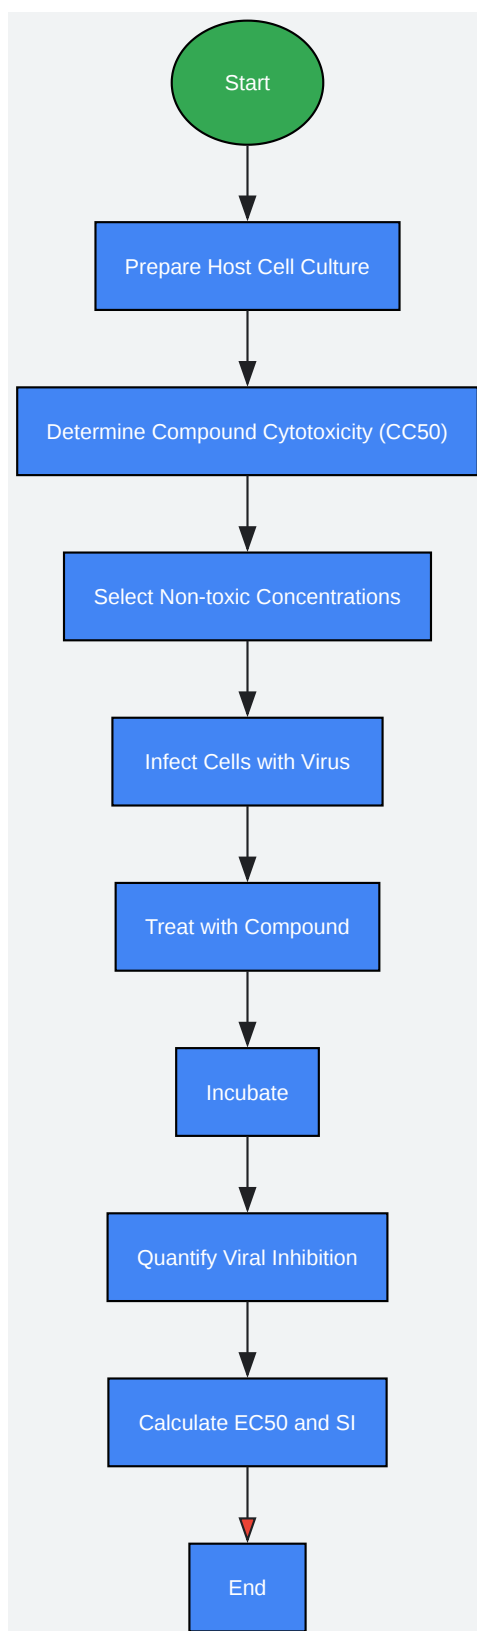 Start
Prepare Host Cell Culture
Determine Compound Cytotoxicity (CC50)
Select Non-toxic Concentrations
Infect Cells with Virus
Treat with Compound
Incubate
Quantify Viral Inhibition
Calculate EC50 and SI
End